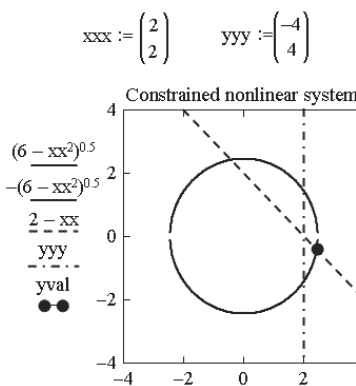 xxx := (2 2) yyy := (−4 4)
Constrained nonlinear system
(6 − xx²)^0.5
−(6 − xx²)^0.5
2 − xx
yyy
yval
4
2
0
−2
−4
−4 −2 0 2